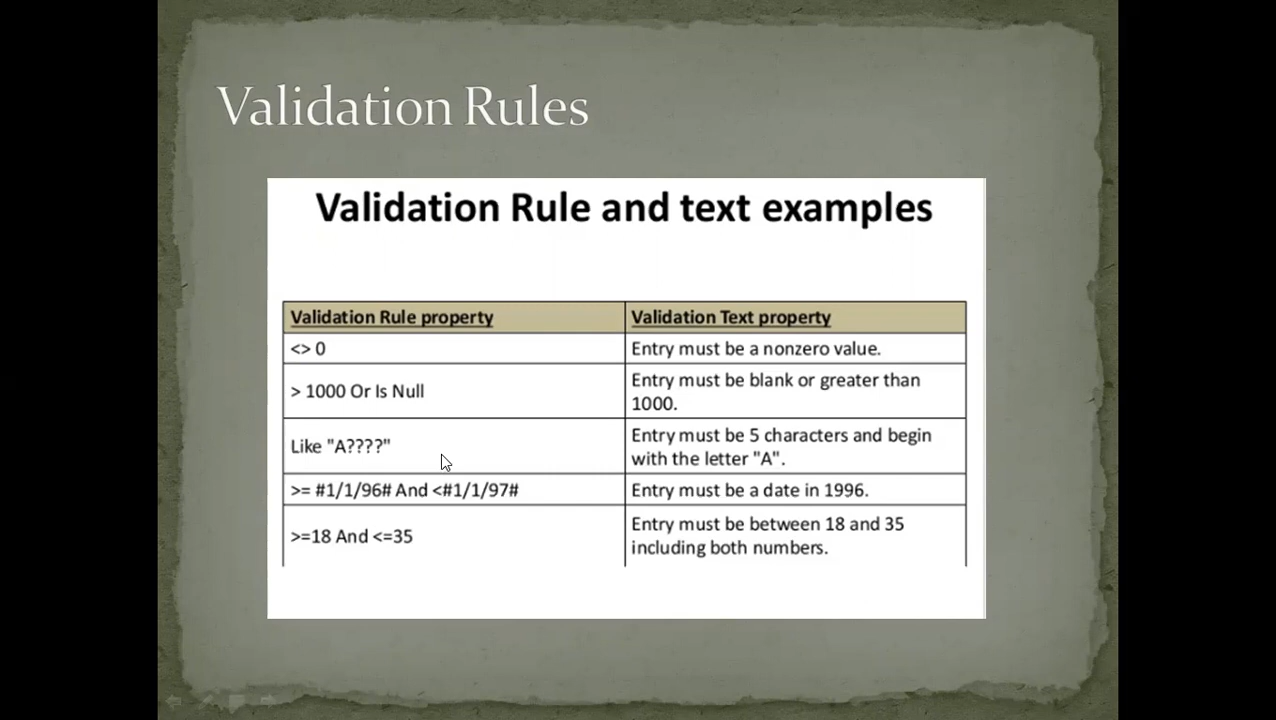 Validation Rules
Validation Rule and text examples
Validation Rule property
Validation Text property
<> 0
Entry must be a nonzero value.
> 1000 Or Is Null
Entry must be blank or greater than
1000.
Like "A????"
Entry must be 5 characters and begin
with the letter "A".
>= #1/1/96# And <#1/1/97#
Entry must be a date in 1996.
>=18 And <=35
Entry must be between 18 and 35
including both numbers.